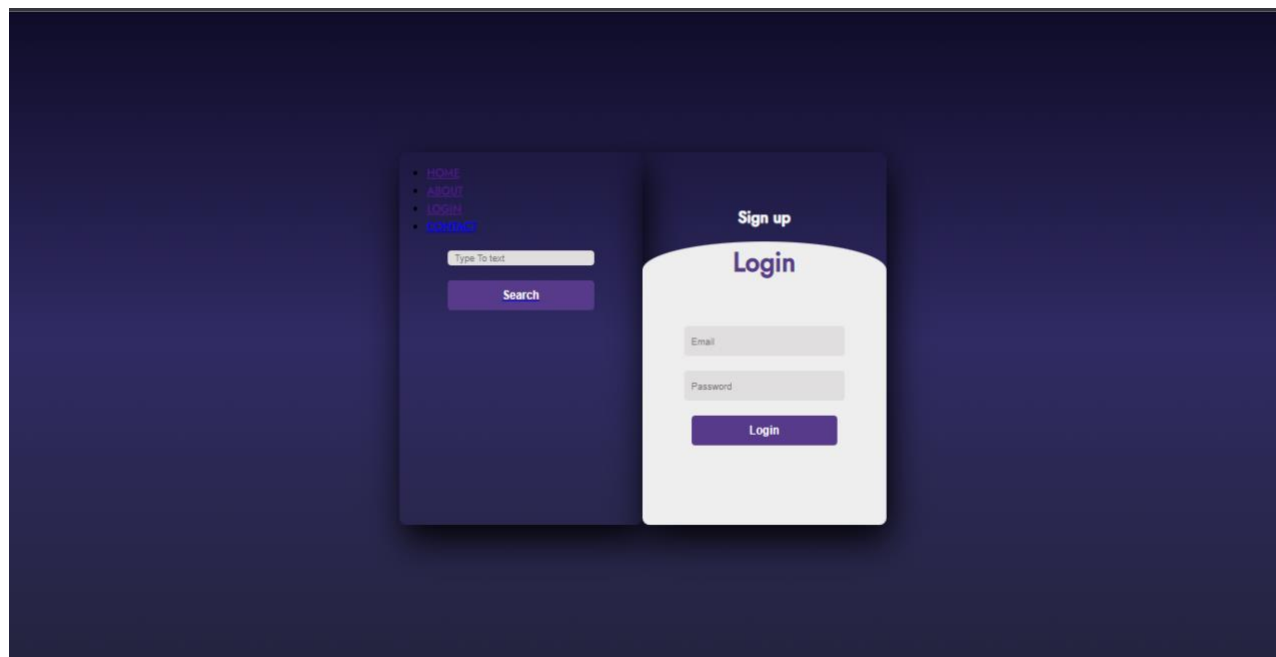 HOME
ABOUT
LOGIN
CONTACT
Type To text
Search
Sign up
Login
Email
Password
Login